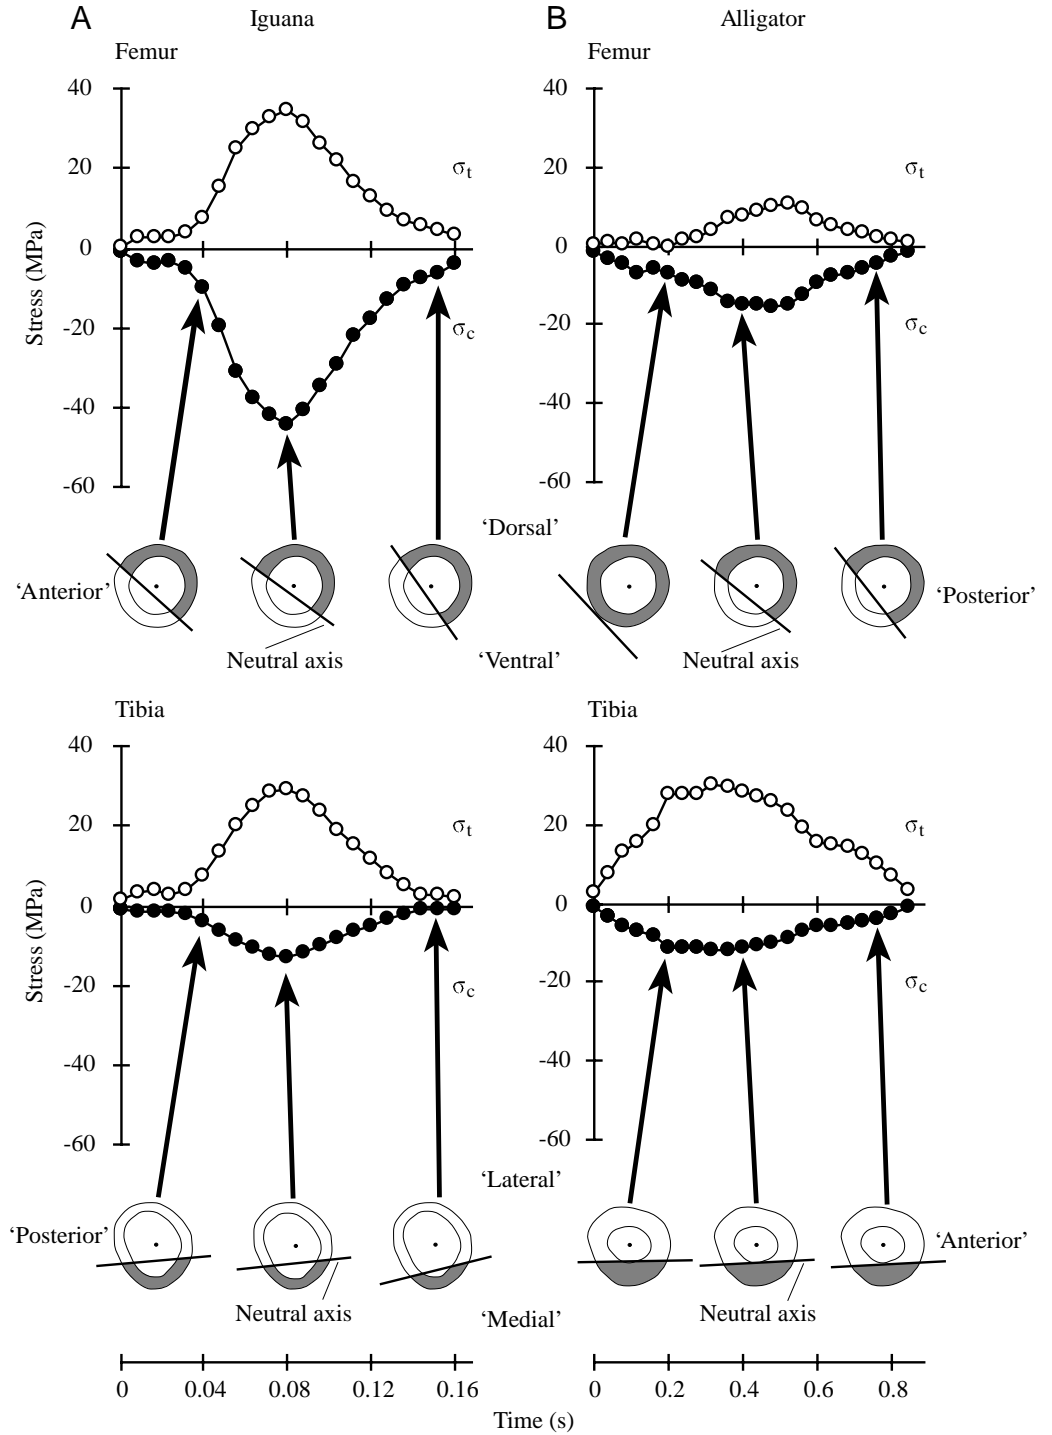 A Iguana
B Alligator
Femur
Femur
40
20
0
-20
-40
-60
Stress (MPa)
σt
σc
40
20
0
-20
-40
-60
σt
σc
‘Dorsal’
‘Anterior’
‘Posterior’
Neutral axis
‘Ventral’
Neutral axis
Tibia
Tibia
40
20
0
-20
-40
-60
Stress (MPa)
σt
σc
40
20
0
-20
-40
-60
σt
σc
‘Lateral’
‘Posterior’
‘Anterior’
Neutral axis
‘Medial’
Neutral axis
0 0.04 0.08 0.12 0.16
0 0.2 0.4 0.6 0.8
Time (s)